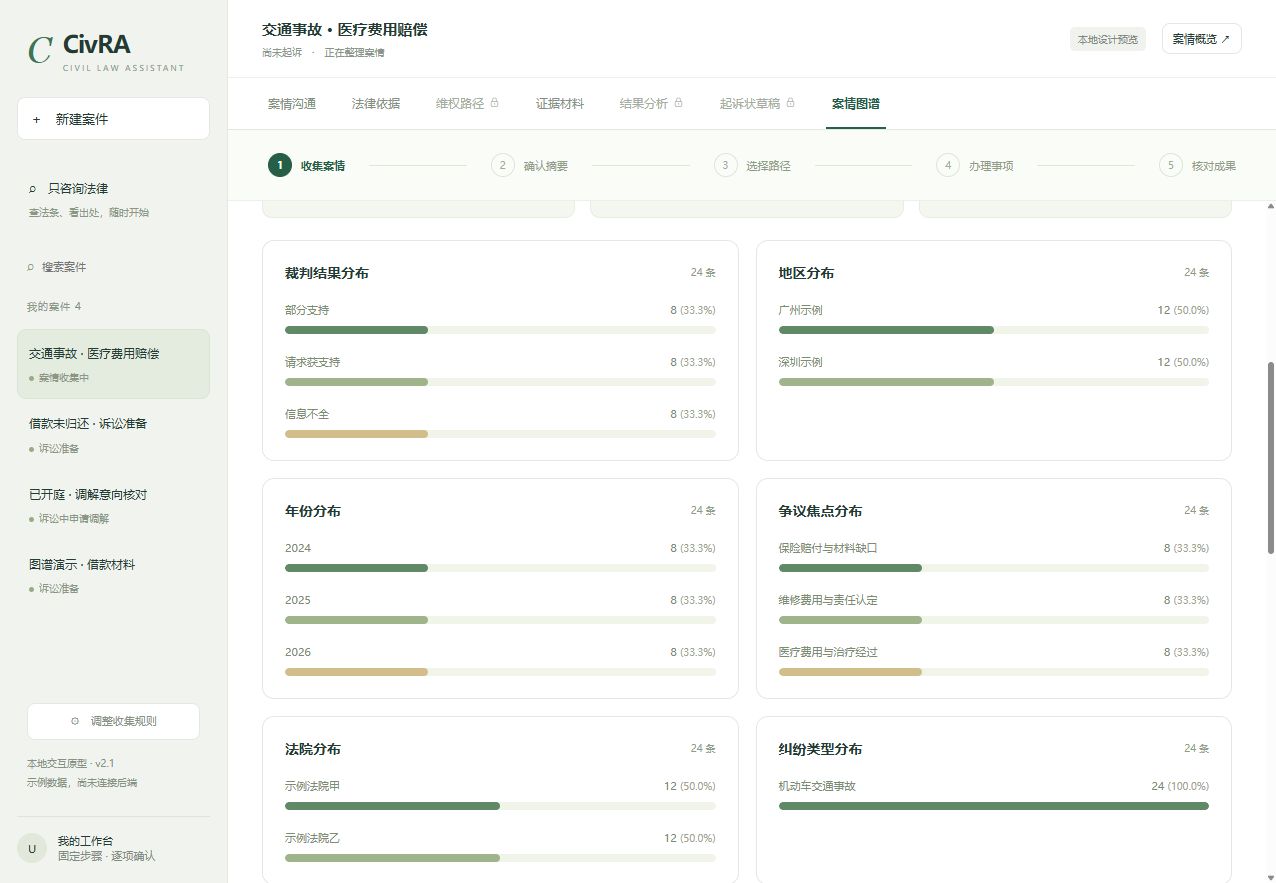 CivRA
CIVIL LAW ASSISTANT
+ 新建案件
只咨询法律
查法条、看出处，随时开始
搜索案件
我的案件 4
交通事故 · 医疗费用赔偿
案情收集中
借款未归还 · 诉讼准备
诉讼准备
已开庭 · 调解意向核对
诉讼中申请调解
图谱演示 · 借款材料
诉讼准备
调整收集规则
本地交互原型 · v2.1
示例数据，尚未连接后端
U
我的工作台
固定步骤 · 逐项确认
交通事故 • 医疗费用赔偿
尚未起诉 · 正在整理案情
本地设计预览
案情概览 ↗
案情沟通 法律依据 维权路径 证据材料 结果分析 起诉状草稿 案情图谱
1 收集案情 2 确认摘要 3 选择路径 4 办理事项 5 核对成果
裁判结果分布 24 条
部分支持 8 (33.3%)
请求获支持 8 (33.3%)
信息不全 8 (33.3%)
地区分布 24 条
广州示例 12 (50.0%)
深圳示例 12 (50.0%)
年份分布 24 条
2024 8 (33.3%)
2025 8 (33.3%)
2026 8 (33.3%)
争议焦点分布 24 条
保险赔付与材料缺口 8 (33.3%)
维修费用与责任认定 8 (33.3%)
医疗费用与治疗经过 8 (33.3%)
法院分布 24 条
示例法院甲 12 (50.0%)
示例法院乙 12 (50.0%)
纠纷类型分布 24 条
机动车交通事故 24 (100.0%)